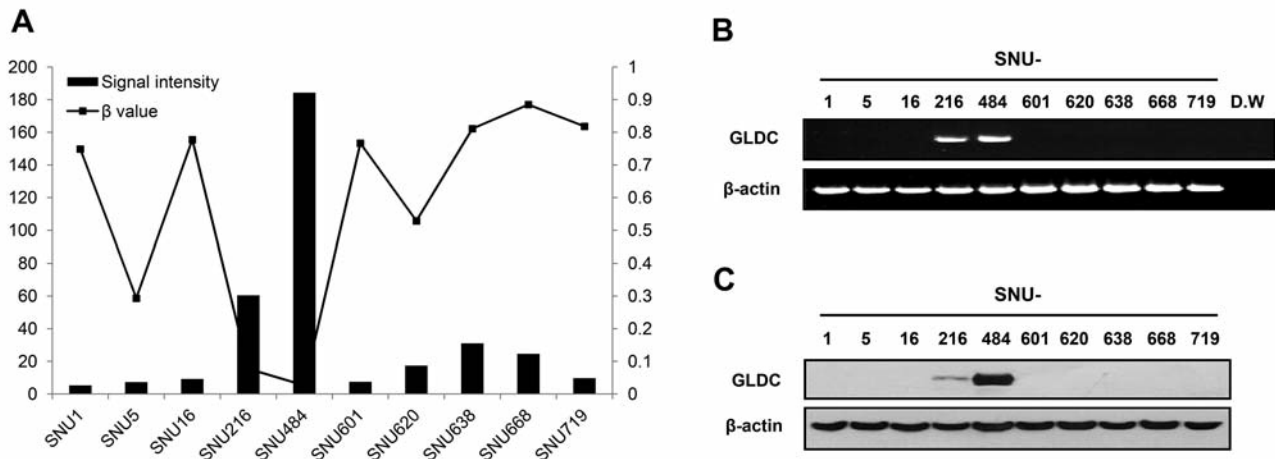 A
200
180
160
140
120
100
80
60
40
20
0
Signal intensity
β value
1
0.9
0.8
0.7
0.6
0.5
0.4
0.3
0.2
0.1
0
SNU1 SNU5 SNU16 SNU216 SNU484 SNU601 SNU620 SNU638 SNU668 SNU719
B
SNU-
1 5 16 216 484 601 620 638 668 719 D.W
GLDC
β-actin
C
SNU-
1 5 16 216 484 601 620 638 668 719
GLDC
β-actin